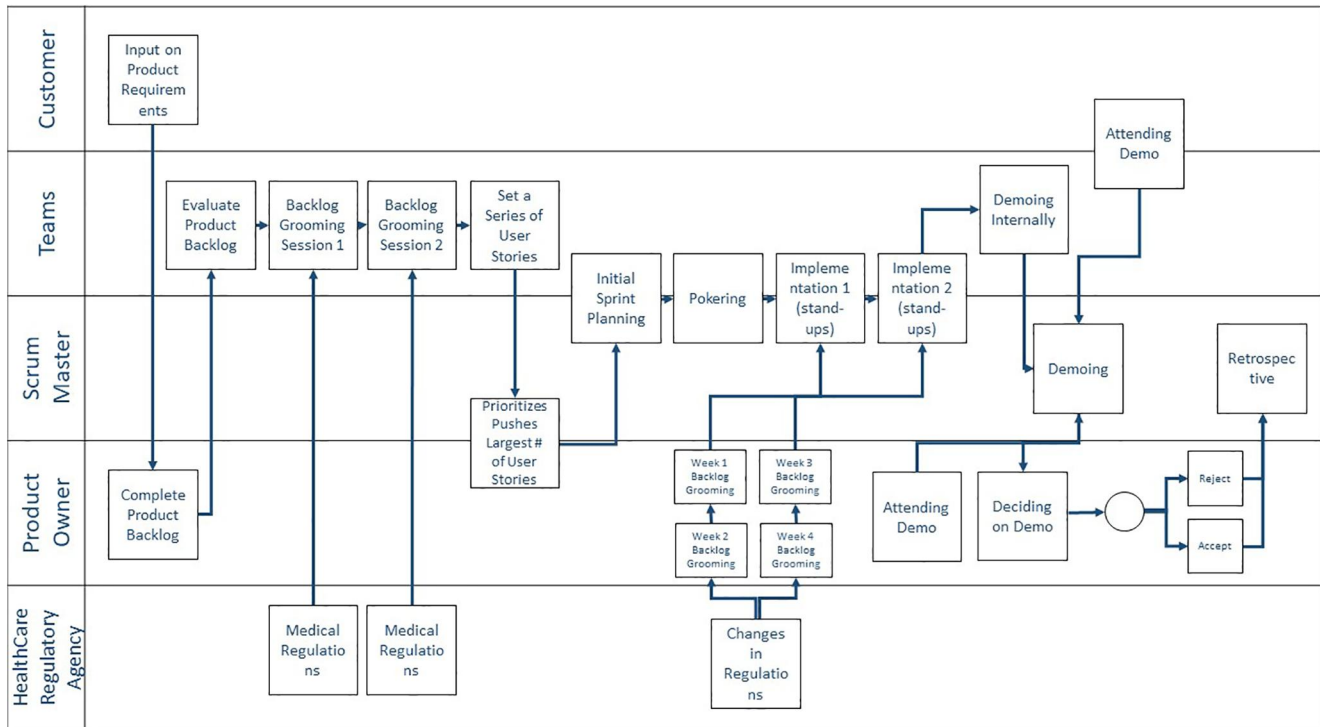 Customer
Input on
Product
Requirem
ents
Attending
Demo
Teams
Evaluate
Product
Backlog
Backlog
Grooming
Session 1
Backlog
Grooming
Session 2
Set a
Series of
User
Stories
Demoing
Internally
Initial
Sprint
Planning
Pokering
Impleme
ntation 1
(stand-
ups)
Impleme
ntation 2
(stand-
ups)
Scrum
Master
Prioritizes
Pushes
Largest #
of User
Stories
Demoing
Retrospec
tive
Product
Owner
Complete
Product
Backlog
Week 1
Backlog
Grooming
Week 3
Backlog
Grooming
Week 2
Backlog
Grooming
Week 4
Backlog
Grooming
Attending
Demo
Deciding
on Demo
Reject
Accept
HealthCare
Regulatory
Agency
Medical
Regulatio
ns
Medical
Regulatio
ns
Changes
in
Regulatio
ns